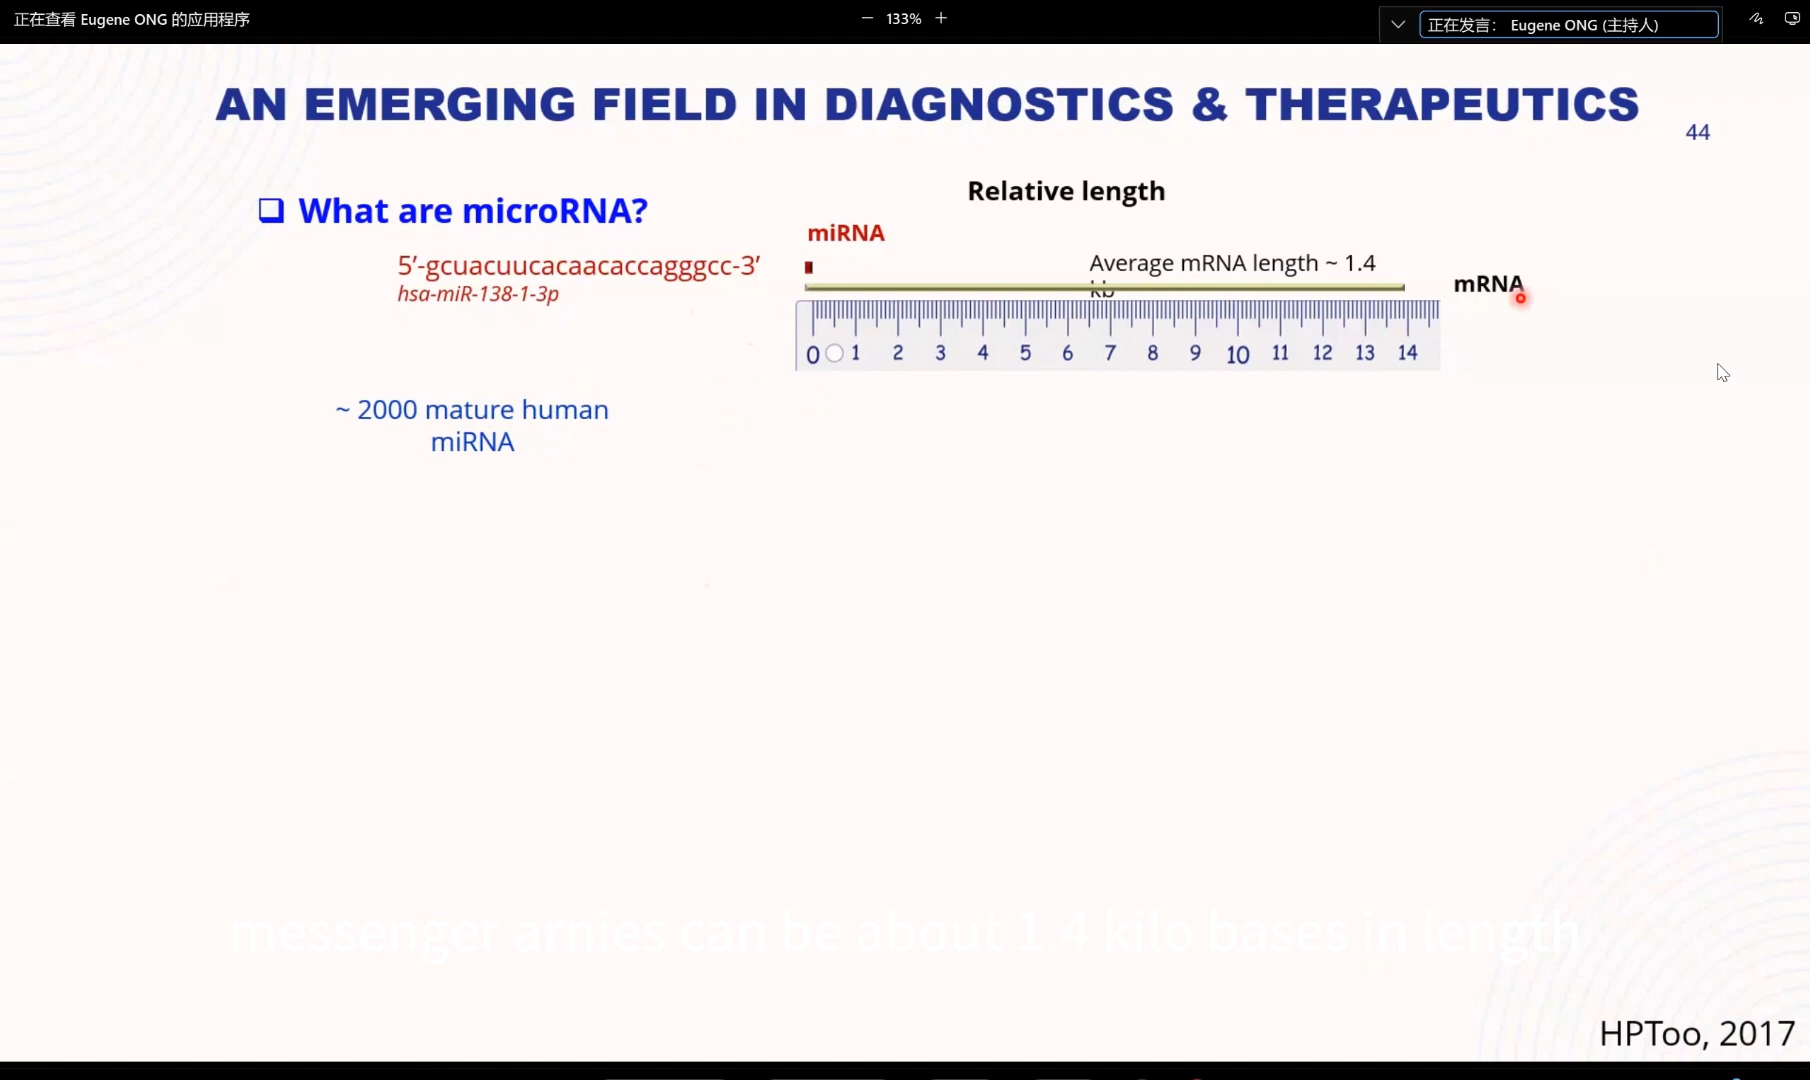 正在查看 Eugene ONG 的应用程序
133%
正在发言： Eugene ONG (主持人)
AN EMERGING FIELD IN DIAGNOSTICS & THERAPEUTICS
44
❑ What are microRNA?
5’-gcuacuucacaacaccagggcc-3’
hsa-miR-138-1-3p
~ 2000 mature human
miRNA
Relative length
miRNA
Average mRNA length ~ 1.4
kb
mRNA
0 1 2 3 4 5 6 7 8 9 10 11 12 13 14
messenger arnies can be about 1.4 kilo bases in length
HPToo, 2017